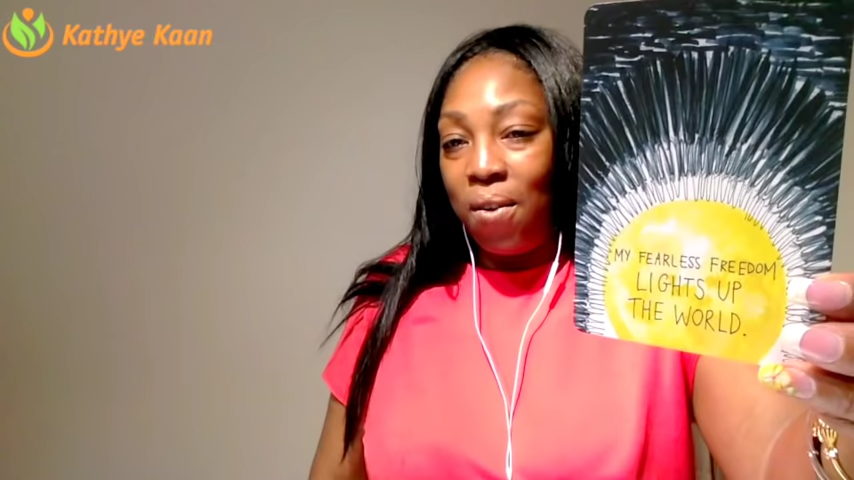 Kathye Kaan
MY FEARLESS FREEDOM
LIGHTS UP
THE WORLD.